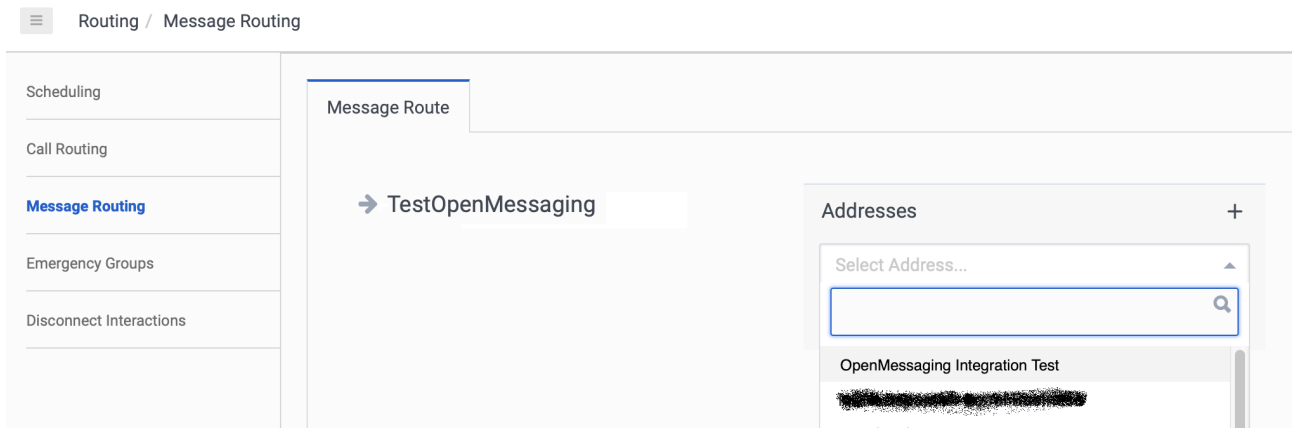 Routing / Message Routing
Scheduling
Call Routing
Message Routing
Emergency Groups
Disconnect Interactions
Message Route
TestOpenMessaging
Addresses
Select Address...
OpenMessaging Integration Test